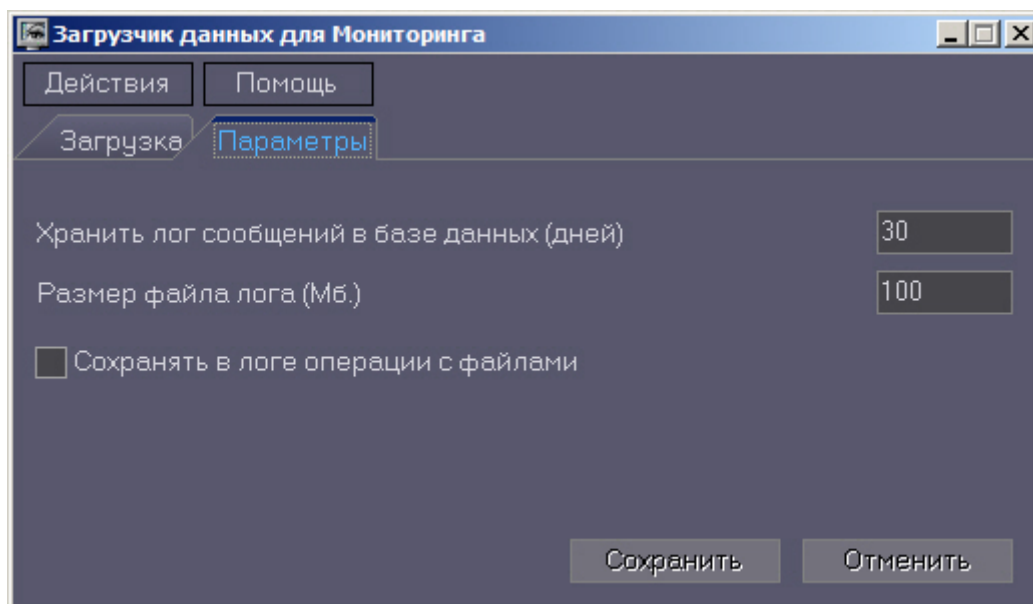 Загрузчик данных для Мониторинга
Действия Помощь
Загрузка Параметры
Хранить лог сообщений в базе данных (дней) 30
Размер файла лога (Мб.) 100
Сохранять в логе операции с файлами
Сохранить Отменить